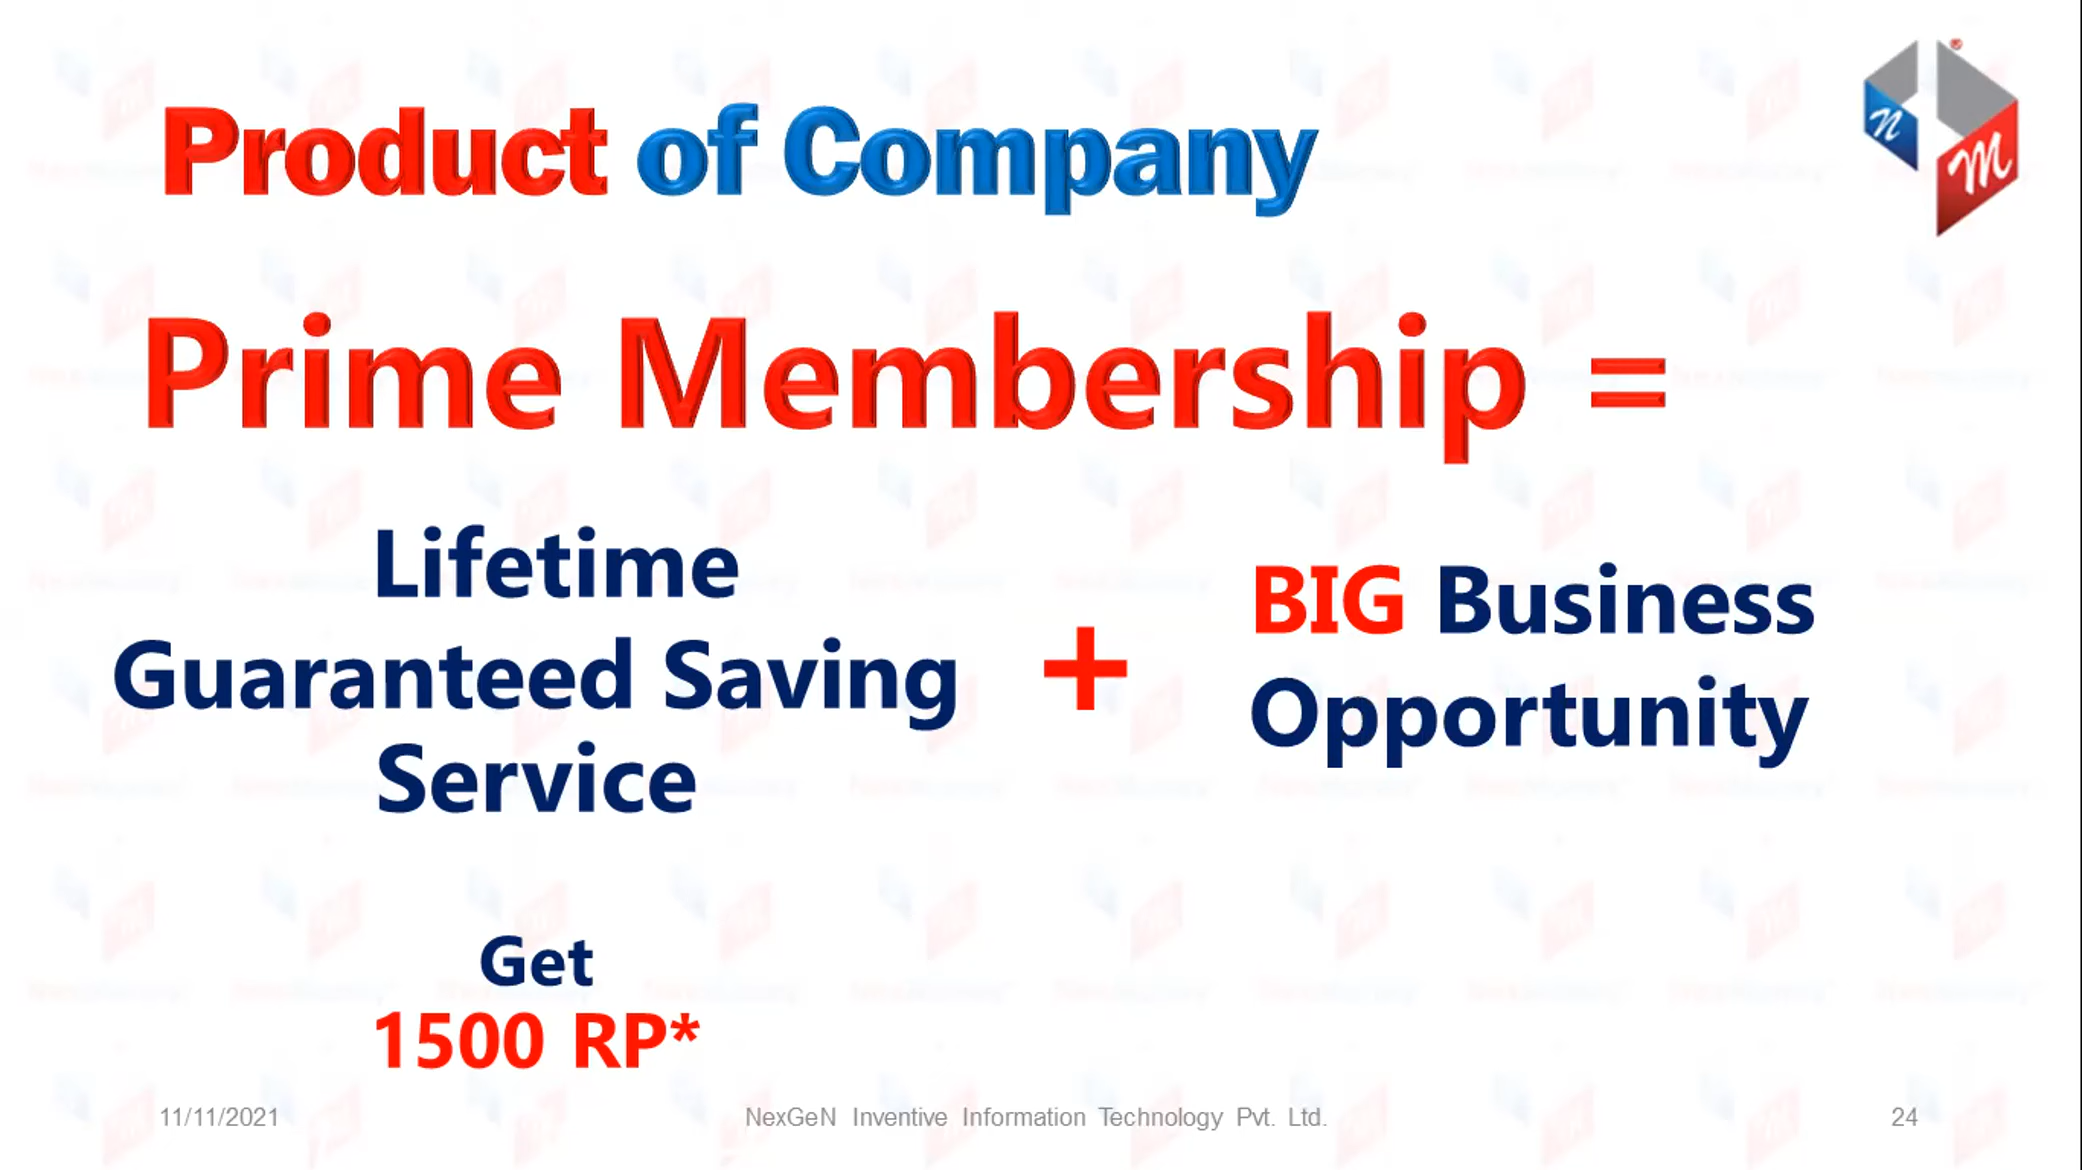 Product of Company
Prime Membership =
Lifetime
Guaranteed Saving
Service
+
BIG Business
Opportunity
Get
1500 RP*
11/11/2021
NexGeN Inventive Information Technology Pvt. Ltd.
24
n
M